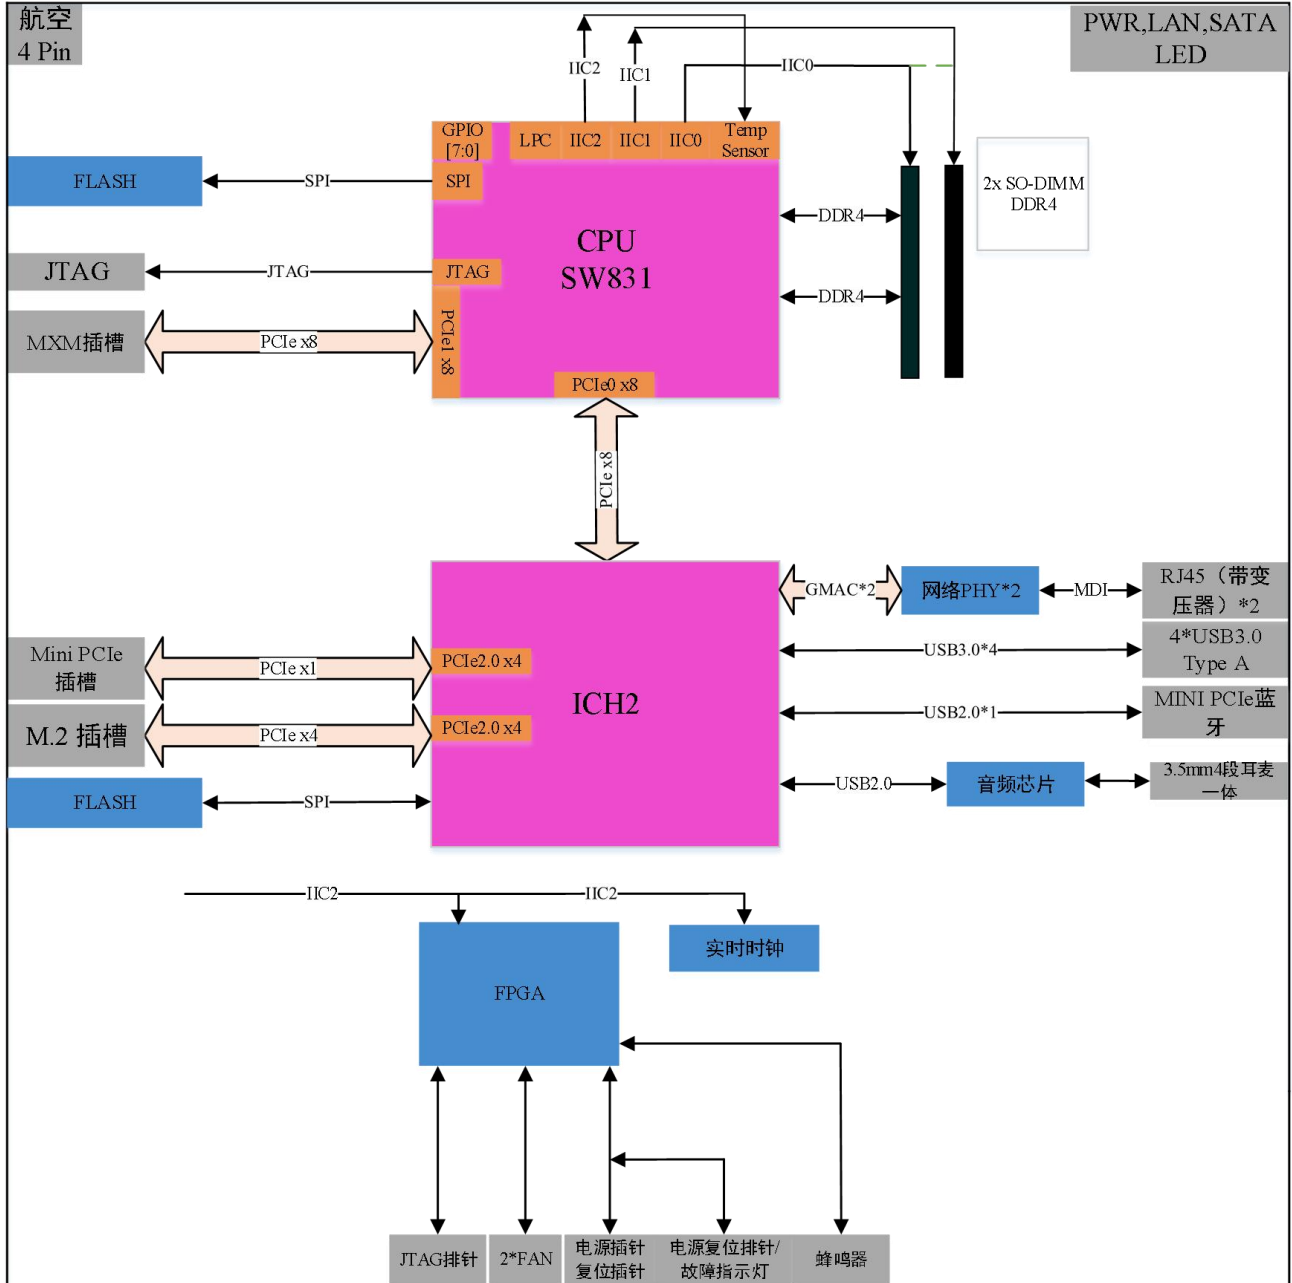 航空
4 Pin
PWR,LAN,SATA
LED
IIC2
IIC1
IIC0
GPIO
[7:0]
LPC
IIC2
IIC1
IIC0
Temp
Sensor
FLASH
SPI
SPI
2x SO-DIMM
DDR4
DDR4
CPU
SW831
JTAG
JTAG
JTAG
DDR4
MXM插槽
PCIe x8
PCIe1 x8
PCIe0 x8
PCIe x8
GMAC*2
网络PHY*2
MDI
RJ45（带变
压器）*2
Mini PCIe
插槽
PCIe x1
PCIe2.0 x4
USB3.0*4
4*USB3.0
Type A
ICH2
M.2 插槽
PCIe x4
PCIe2.0 x4
USB2.0*1
MINI PCIe蓝
牙
FLASH
SPI
USB2.0
音频芯片
3.5mm4段耳麦
一体
IIC2
IIC2
FPGA
实时时钟
JTAG排针
2*FAN
电源插针
复位插针
电源复位排针/
故障指示灯
蜂鸣器